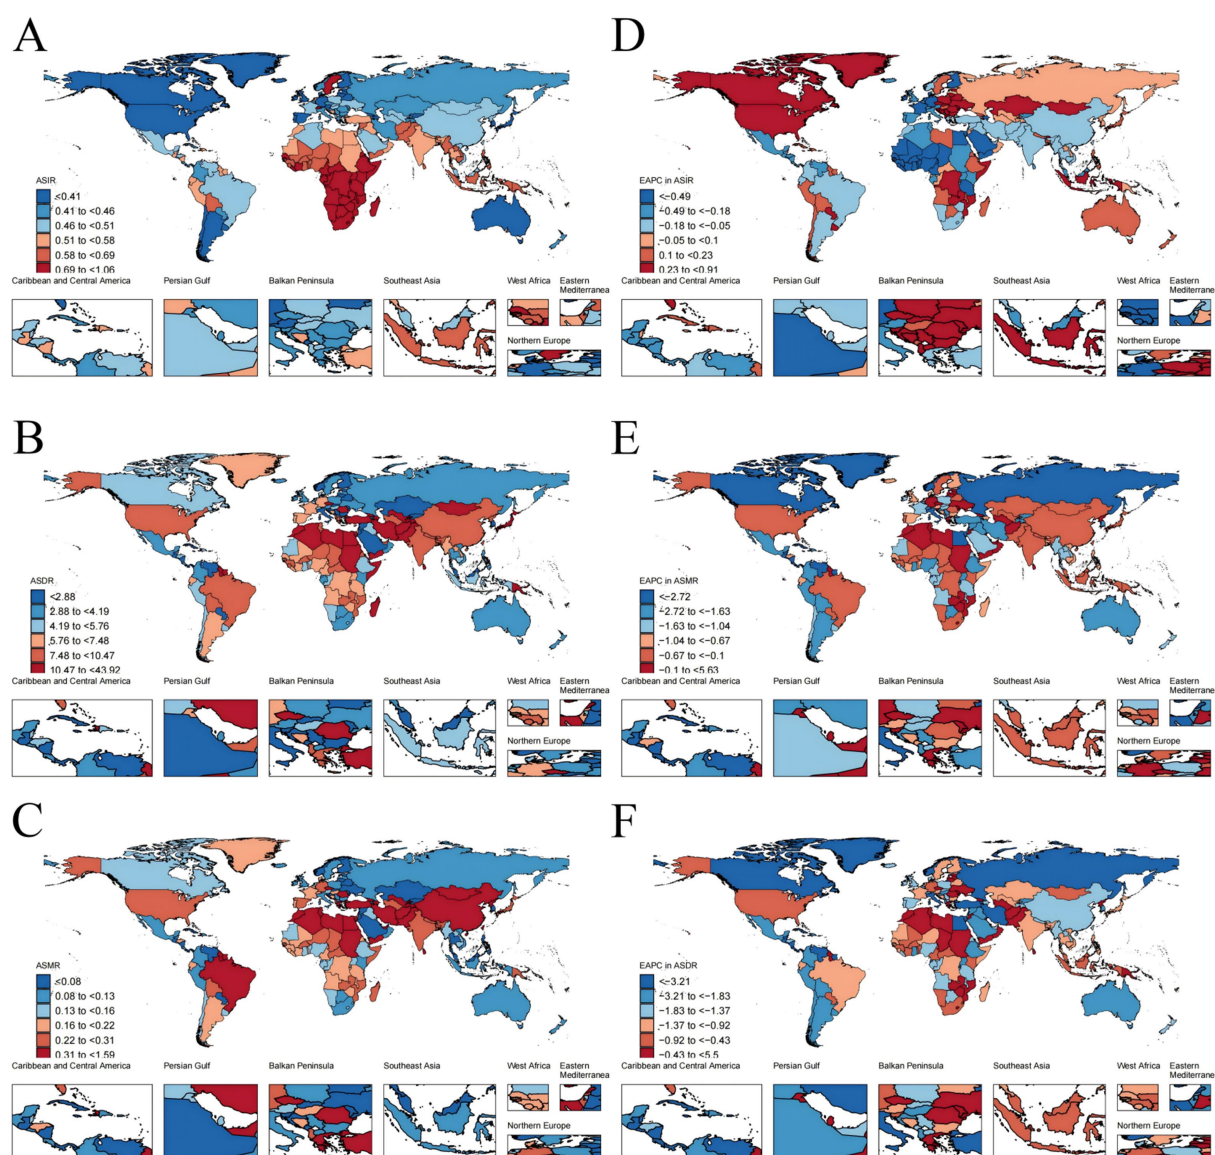 A
ASIR
<0.41
0.41 to <0.46
0.46 to <0.51
0.51 to <0.58
0.58 to <0.69
0.69 to <1.06
Caribbean and Central America
Persian Gulf
Balkan Peninsula
Southeast Asia
West Africa
Eastern
Mediterranea
Northern Europe
D
EAPC in ASIR
<−0.49
−0.49 to <−0.18
−0.18 to <−0.05
−0.05 to <0.1
0.1 to <0.23
0.23 to <0.91
Caribbean and Central America
Persian Gulf
Balkan Peninsula
Southeast Asia
West Africa
Eastern
Mediterrane
Northern Europe
B
ASDR
<2.88
2.88 to <4.19
4.19 to <5.76
5.76 to <7.48
7.48 to <10.47
10.47 to <43.92
Caribbean and Central America
Persian Gulf
Balkan Peninsula
Southeast Asia
West Africa
Eastern
Mediterranea
Northern Europe
E
EAPC in ASMR
<−2.72
−2.72 to <−1.63
−1.63 to <−1.04
−1.04 to <−0.67
−0.67 to <−0.1
−0.1 to <5.63
Caribbean and Central America
Persian Gulf
Balkan Peninsula
Southeast Asia
West Africa
Eastern
Mediterranea
Northern Europe
C
ASMR
<0.08
0.08 to <0.13
0.13 to <0.16
0.16 to <0.22
0.22 to <0.31
0.31 to <1.59
Caribbean and Central America
Persian Gulf
Balkan Peninsula
Southeast Asia
West Africa
Eastern
Mediterranea
Northern Europe
F
EAPC in ASDR
<−3.21
−3.21 to <−1.83
−1.83 to <−1.37
−1.37 to <−0.92
−0.92 to <−0.43
−0.43 to <5.5
Caribbean and Central America
Persian Gulf
Balkan Peninsula
Southeast Asia
West Africa
Eastern
Mediterranea
Northern Europe